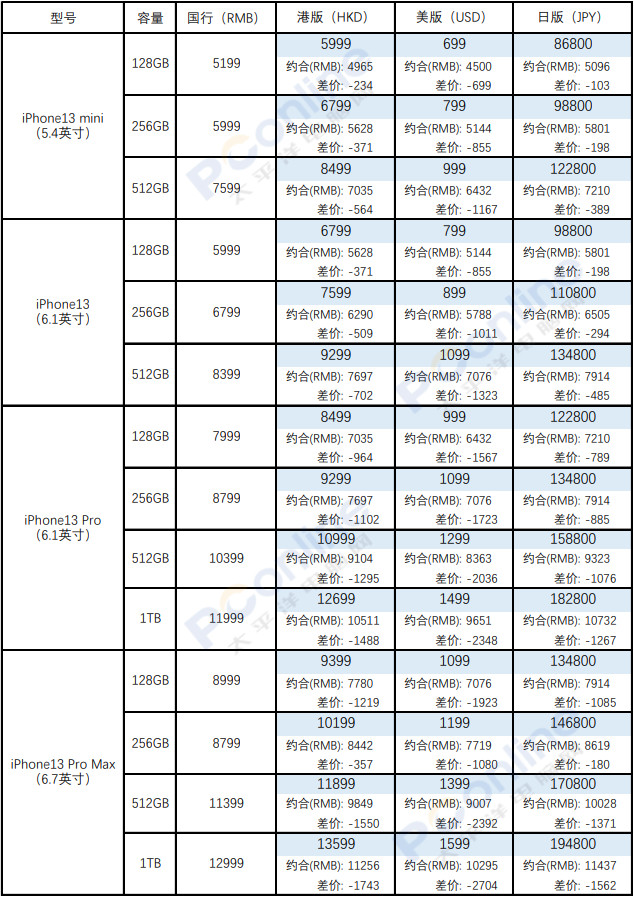 型号 容量 国行（RMB） 港版（HKD） 美版（USD） 日版（JPY）
iPhone13 mini
（5.4英寸）
128GB 5199
5999 699 86800
约合(RMB): 4965 约合(RMB): 4500 约合(RMB): 5096
差价: -234 差价: -699 差价: -103
256GB 5999
6799 799 98800
约合(RMB): 5628 约合(RMB): 5144 约合(RMB): 5801
差价: -371 差价: -855 差价: -198
512GB 7599
8499 999 122800
约合(RMB): 7035 约合(RMB): 6432 约合(RMB): 7210
差价: -564 差价: -1167 差价: -389
iPhone13
（6.1英寸）
128GB 5999
6799 799 98800
约合(RMB): 5628 约合(RMB): 5144 约合(RMB): 5801
差价: -371 差价: -855 差价: -198
256GB 6799
7599 899 110800
约合(RMB): 6290 约合(RMB): 5788 约合(RMB): 6505
差价: -509 差价: -1011 差价: -294
512GB 8399
9299 1099 134800
约合(RMB): 7697 约合(RMB): 7076 约合(RMB): 7914
差价: -702 差价: -1323 差价: -485
iPhone13 Pro
（6.1英寸）
128GB 7999
8499 999 122800
约合(RMB): 7035 约合(RMB): 6432 约合(RMB): 7210
差价: -964 差价: -1567 差价: -789
256GB 8799
9299 1099 134800
约合(RMB): 7697 约合(RMB): 7076 约合(RMB): 7914
差价: -1102 差价: -1723 差价: -885
512GB 10399
10999 1299 158800
约合(RMB): 9104 约合(RMB): 8363 约合(RMB): 9323
差价: -1295 差价: -2036 差价: -1076
1TB 11999
12699 1499 182800
约合(RMB): 10511 约合(RMB): 9651 约合(RMB): 10732
差价: -1488 差价: -2348 差价: -1267
iPhone13 Pro Max
（6.7英寸）
128GB 8999
9399 1099 134800
约合(RMB): 7780 约合(RMB): 7076 约合(RMB): 7914
差价: -1219 差价: -1923 差价: -1085
256GB 8799
10199 1199 146800
约合(RMB): 8442 约合(RMB): 7719 约合(RMB): 8619
差价: -357 差价: -1080 差价: -180
512GB 11399
11899 1399 170800
约合(RMB): 9849 约合(RMB): 9007 约合(RMB): 10028
差价: -1550 差价: -2392 差价: -1371
1TB 12999
13599 1599 194800
约合(RMB): 11256 约合(RMB): 10295 约合(RMB): 11437
差价: -1743 差价: -2704 差价: -1562
PConline
太平洋电脑网
PConline
太平洋电脑网
PConline
太平洋电脑网
PConline
太平洋电脑网